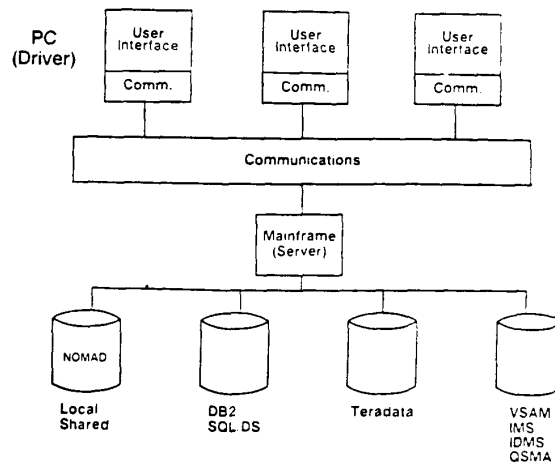 PC
(Driver)
User
Interface
Comm.
User
Interface
Comm.
User
Interface
Comm.
Communications
Mainframe
(Server)
NOMAD
Local
Shared
DB2
SQL.DS
Teradata
VSAM
IMS
IDMS
QSMA